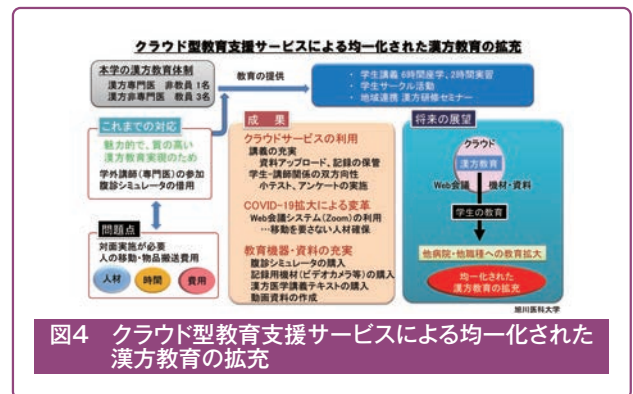 クラウド型教育支援サービスによる均一化された漢方教育の拡充
本学の漢方教育体制
漢方専門医 非教員 1名
漢方非専門医 教員 3名
教育の提供
・ 学生講義 6時間座学、2時間実習
・ 学生サークル活動
・ 地域連携 漢方研修セミナー
これまでの対応
魅力的で、質の高い
漢方教育実現のため
学外講師(専門医)の参加
腹診シミュレータの借用
問題点
対面実施が必要
人の移動・物品搬送費用
人材
時間
費用
成 果
クラウドサービスの利用
講義の充実
資料アップロード、記録の保管
学生-講師関係の双方向性
小テスト、アンケートの実施
COVID-19拡大による変革
Web会議システム(Zoom)の利用
…移動を要さない人材確保
教育機器・資料の充実
腹診シミュレータの購入
記録用機材(ビデオカメラ等)の購入
漢方医学講義テキストの購入
動画資料の作成
将来の展望
クラウド
漢方教育
Web会議
機材・資料
学生の教育
他病院・他職種への教育拡大
均一化された
漢方教育の拡充
旭川医科大学
図4 クラウド型教育支援サービスによる均一化された
漢方教育の拡充